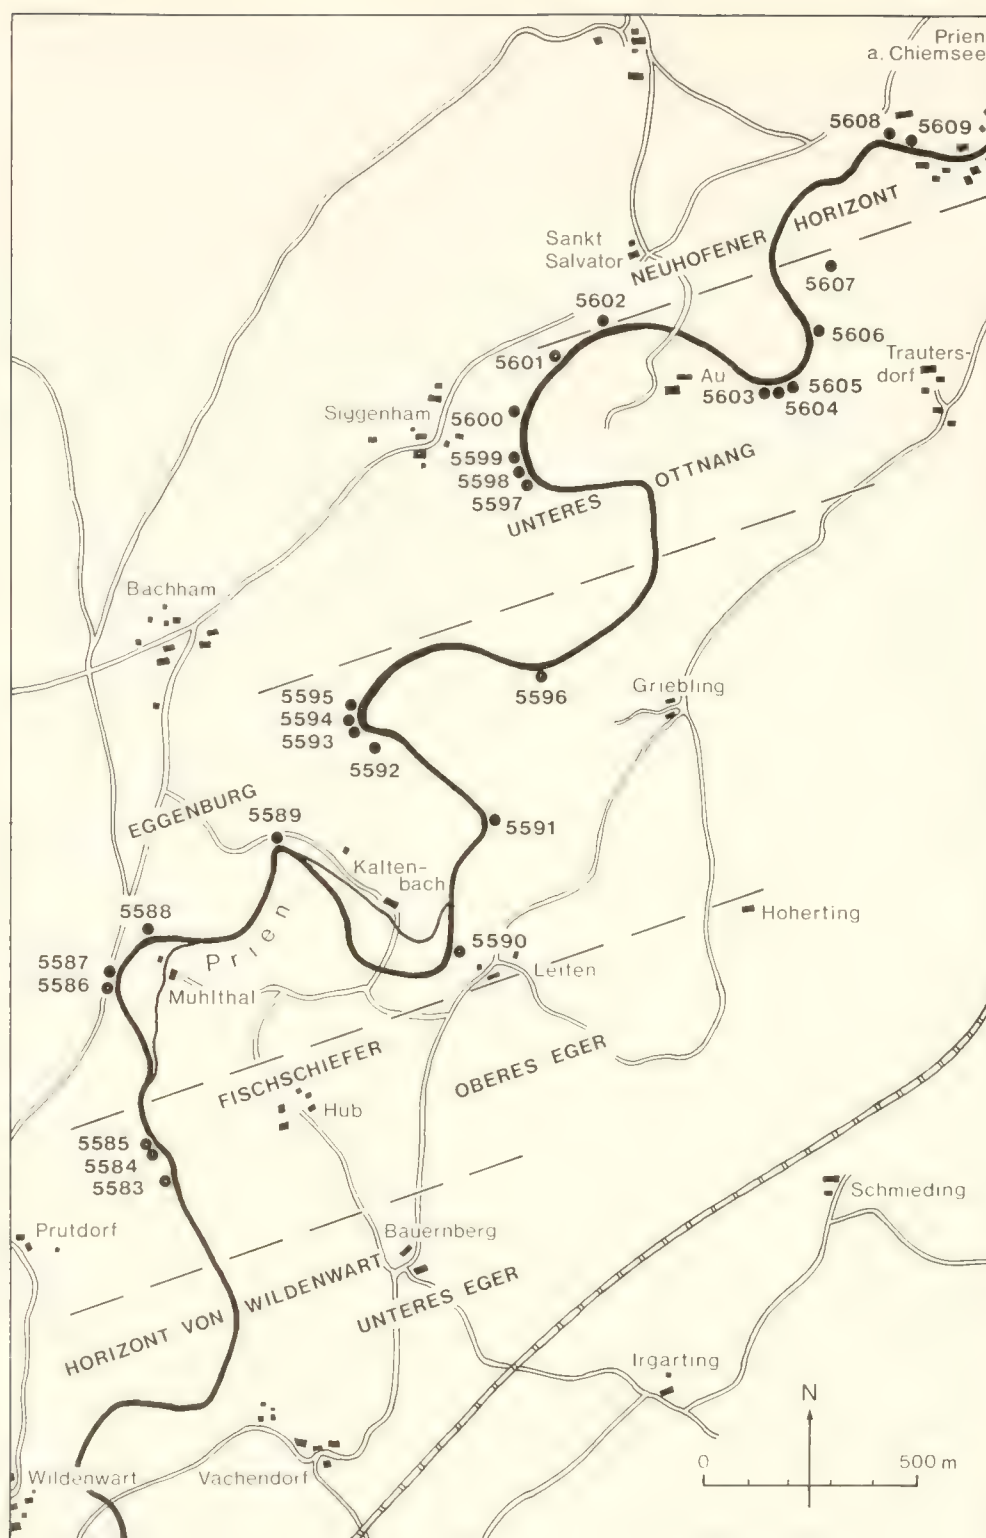 Prien
a. Chiemsee
5608
5609
NEUHOFENER HORIZONT
Sankt
Salvator
5607
5602
5606
5601
Trauters-
dorf
Au
5605
5603
5604
Siggenham
5600
5599
5598
5597
UNTERES OTTNANG
Bachham
5596
Griebling
5595
5594
5593
5592
EGGENBURG
5589
5591
Kalten-
bach
Hoherting
5588
Prien
5590
5587
5586
Leiten
Muhlthal
FISCHSCHIEFER
OBERES EGER
Hub
5585
5584
5583
Schmieding
Prutdorf
Bauernberg
HORIZONT VON WILDENWART
UNTERES EGER
Irgarting
N
Wildenwart
Vachendorf
0 500 m